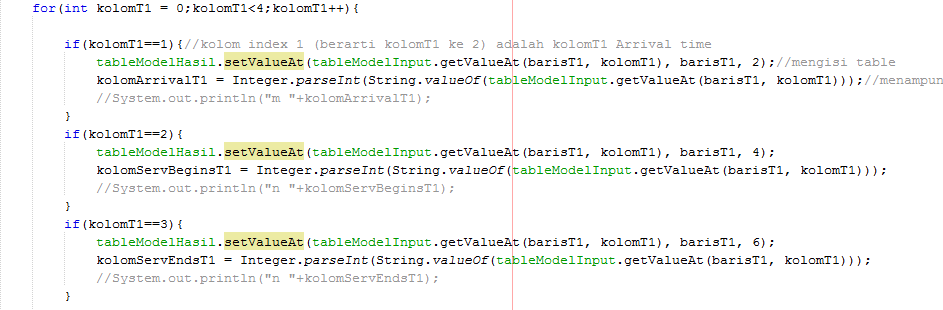 for(int kolomT1 = 0;kolomT1<4;kolomT1++){
if(kolomT1==1){//kolom index 1 (berarti kolomT1 ke 2) adalah kolomT1 Arrival time
tableModelHasil.setValueAt(tableModelInput.getValueAt(barisT1, kolomT1), barisT1, 2);//mengisi table
kolomArrivalT1 = Integer.parseInt(String.valueOf(tableModelInput.getValueAt(barisT1, kolomT1)));//menampun
//System.out.println("m "+kolomArrivalT1);
}
if(kolomT1==2){
tableModelHasil.setValueAt(tableModelInput.getValueAt(barisT1, kolomT1), barisT1, 4);
kolomServBeginsT1 = Integer.parseInt(String.valueOf(tableModelInput.getValueAt(barisT1, kolomT1)));
//System.out.println("n "+kolomServBeginsT1);
}
if(kolomT1==3){
tableModelHasil.setValueAt(tableModelInput.getValueAt(barisT1, kolomT1), barisT1, 6);
kolomServEndsT1 = Integer.parseInt(String.valueOf(tableModelInput.getValueAt(barisT1, kolomT1)));
//System.out.println("n "+kolomServEndsT1);
}